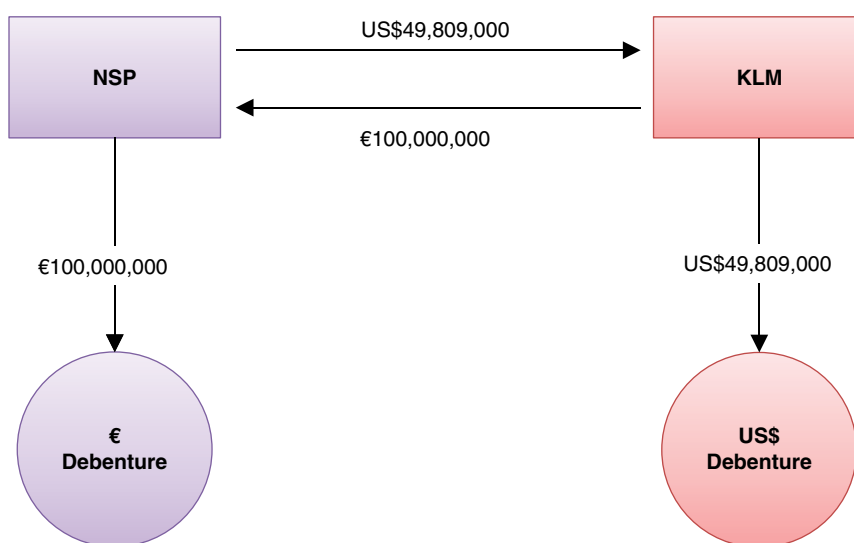 US$49,809,000
NSP
KLM
€100,000,000
€100,000,000
US$49,809,000
€
Debenture
US$
Debenture